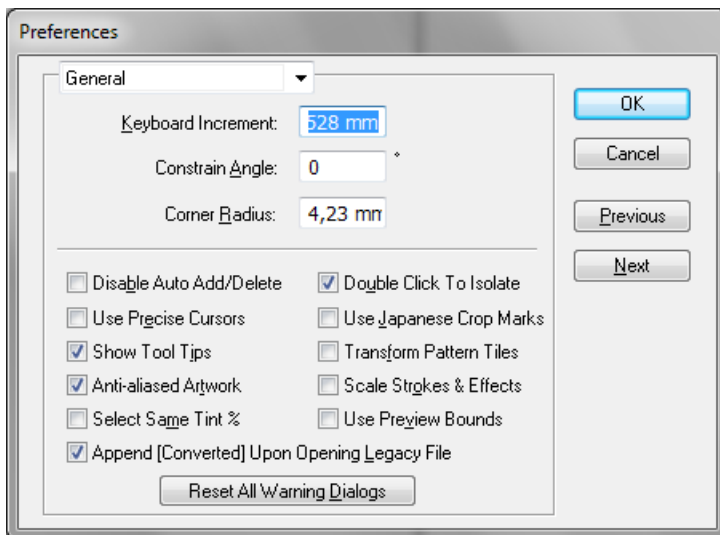 Preferences
General
Keyboard Increment: 528 mm
Constrain Angle: 0 °
Corner Radius: 4,23 mm
OK
Cancel
Previous
Next
Disable Auto Add/Delete
Double Click To Isolate
Use Precise Cursors
Use Japanese Crop Marks
Show Tool Tips
Transform Pattern Tiles
Anti-aliased Artwork
Scale Strokes & Effects
Select Same Tint %
Use Preview Bounds
Append [Converted] Upon Opening Legacy File
Reset All Warning Dialogs